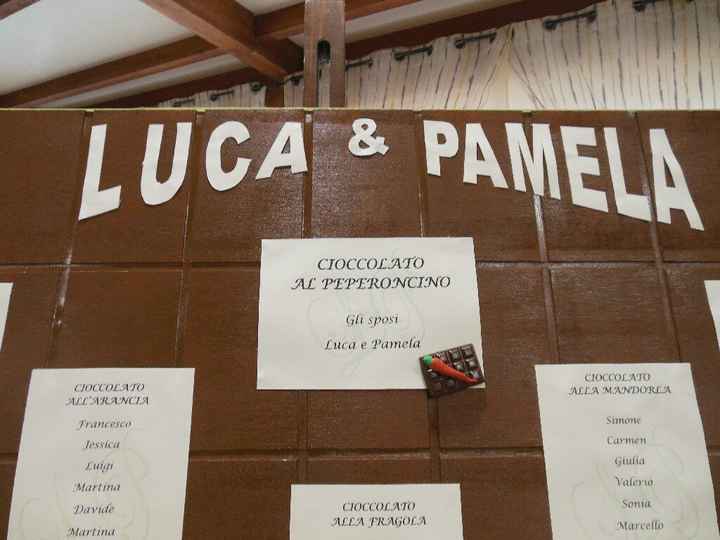 LUCA & PAMELA
CIOCCOLATO
AL PEPERONCINO
Gli sposi
Luca e Pamela
CIOCCOLATO
ALL'ARANCIA
Francesco
Jessica
Luigi
Martina
Davide
Martina
CIOCCOLATO
ALLA FRAGOLA
CIOCCOLATO
ALLA MANDORLA
Simone
Carmen
Giulia
Valerio
Sonia
Marcello